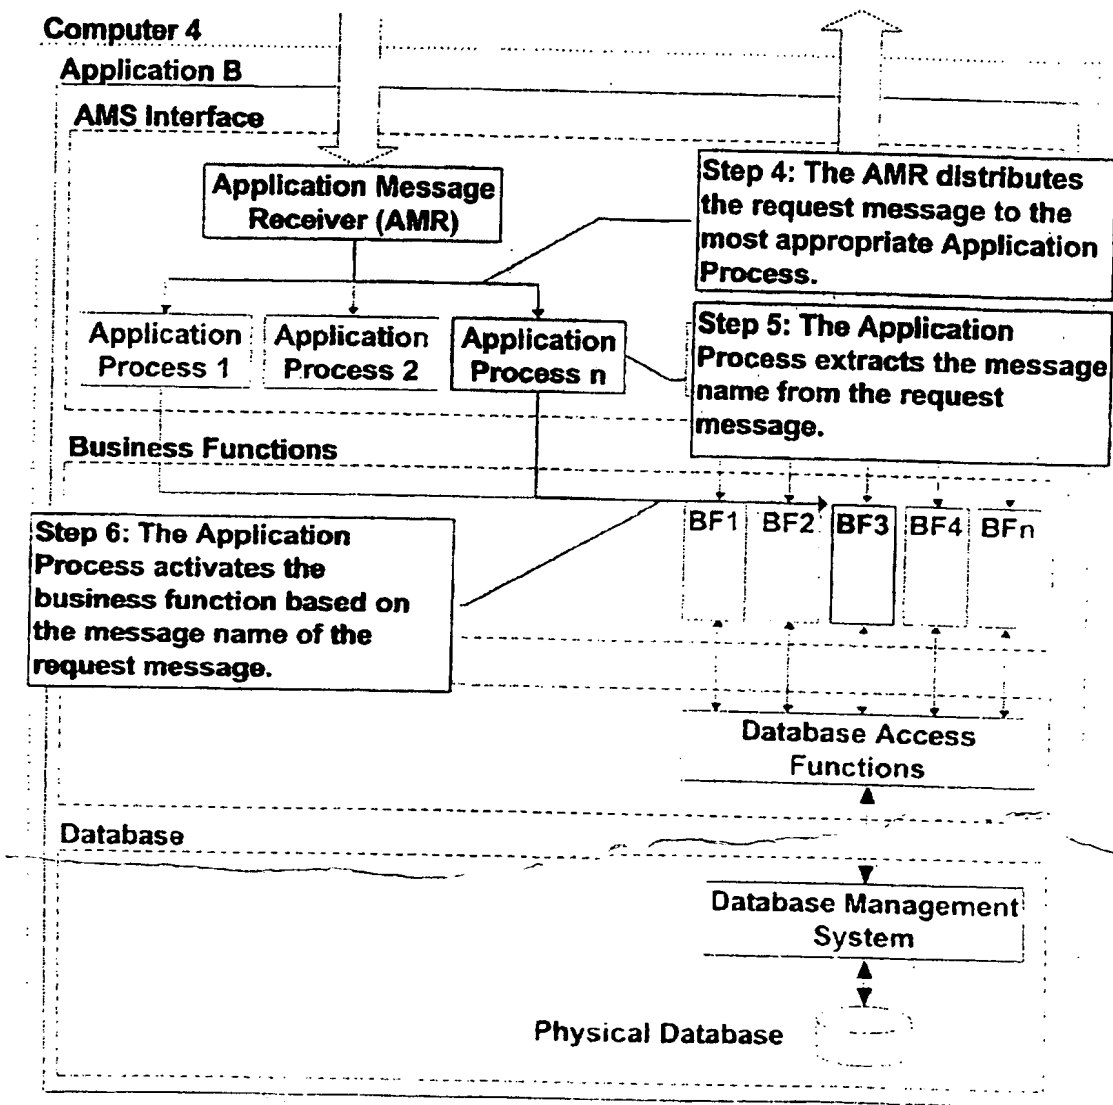 Computer 4
Application B
AMS Interface
Application Message
Receiver (AMR)
Step 4: The AMR distributes
the request message to the
most appropriate Application
Process.
Application
Process 1
Application
Process 2
Application
Process n
Step 5: The Application
Process extracts the message
name from the request
message.
Business Functions
BF1
BF2
BF3
BF4
BFn
Step 6: The Application
Process activates the
business function based on
the message name of the
request message.
Database Access
Functions
Database
Database Management
System
Physical Database